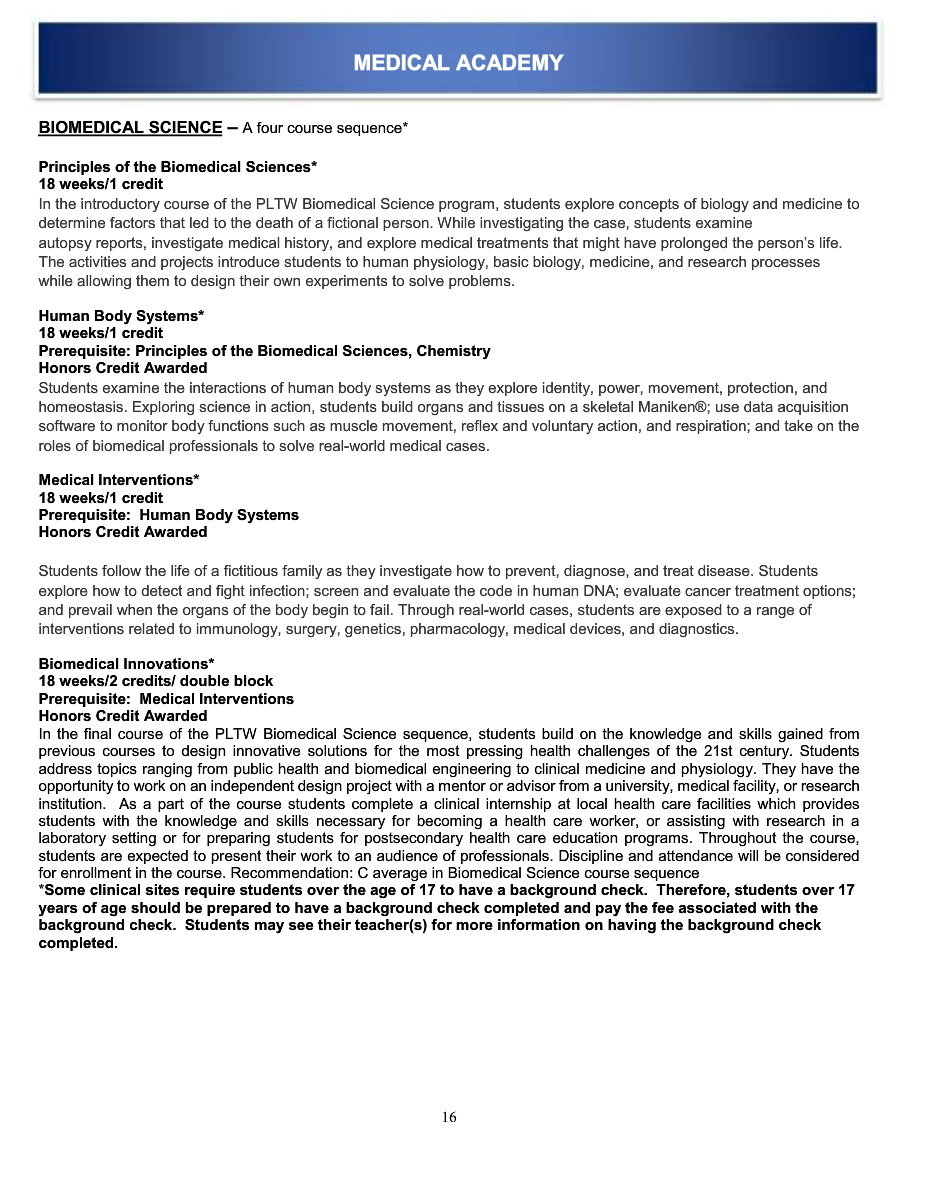 MEDICAL ACADEMY
BIOMEDICAL SCIENCE – A four course sequence*
Principles of the Biomedical Sciences*
18 weeks/1 credit
In the introductory course of the PLTW Biomedical Science program, students explore concepts of biology and medicine to
determine factors that led to the death of a fictional person. While investigating the case, students examine
autopsy reports, investigate medical history, and explore medical treatments that might have prolonged the person’s life.
The activities and projects introduce students to human physiology, basic biology, medicine, and research processes
while allowing them to design their own experiments to solve problems.
Human Body Systems*
18 weeks/1 credit
Prerequisite: Principles of the Biomedical Sciences, Chemistry
Honors Credit Awarded
Students examine the interactions of human body systems as they explore identity, power, movement, protection, and
homeostasis. Exploring science in action, students build organs and tissues on a skeletal Maniken®; use data acquisition
software to monitor body functions such as muscle movement, reflex and voluntary action, and respiration; and take on the
roles of biomedical professionals to solve real-world medical cases.
Medical Interventions*
18 weeks/1 credit
Prerequisite:  Human Body Systems
Honors Credit Awarded
Students follow the life of a fictitious family as they investigate how to prevent, diagnose, and treat disease. Students
explore how to detect and fight infection; screen and evaluate the code in human DNA; evaluate cancer treatment options;
and prevail when the organs of the body begin to fail. Through real-world cases, students are exposed to a range of
interventions related to immunology, surgery, genetics, pharmacology, medical devices, and diagnostics.
Biomedical Innovations*
18 weeks/2 credits/ double block
Prerequisite:  Medical Interventions
Honors Credit Awarded
In the final course of the PLTW Biomedical Science sequence, students build on the knowledge and skills gained from
previous courses to design innovative solutions for the most pressing health challenges of the 21st century. Students
address topics ranging from public health and biomedical engineering to clinical medicine and physiology. They have the
opportunity to work on an independent design project with a mentor or advisor from a university, medical facility, or research
institution.  As a part of the course students complete a clinical internship at local health care facilities which provides
students with the knowledge and skills necessary for becoming a health care worker, or assisting with research in a
laboratory setting or for preparing students for postsecondary health care education programs. Throughout the course,
students are expected to present their work to an audience of professionals. Discipline and attendance will be considered
for enrollment in the course. Recommendation: C average in Biomedical Science course sequence
*Some clinical sites require students over the age of 17 to have a background check.  Therefore, students over 17
years of age should be prepared to have a background check completed and pay the fee associated with the
background check.  Students may see their teacher(s) for more information on having the background check
completed.
16